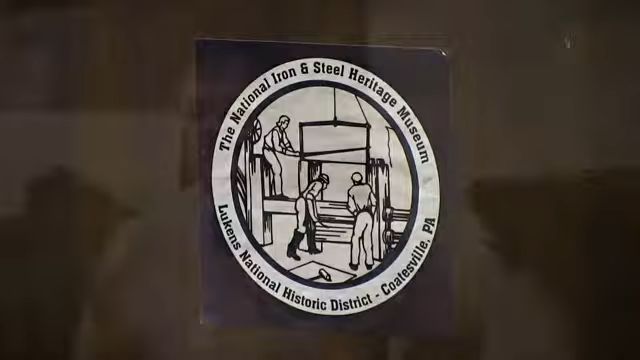 The National Iron & Steel Heritage Museum
Lukens National Historic District - Coatesville, PA